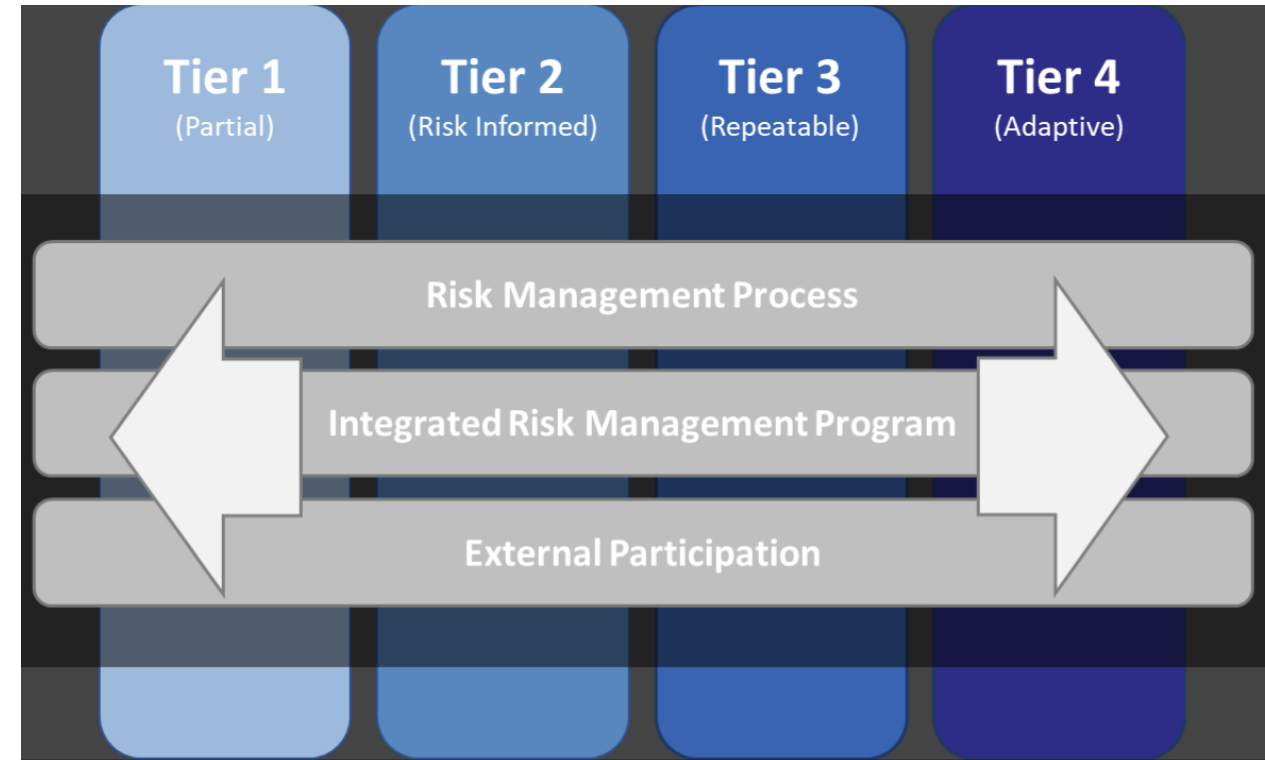 Tier 1
(Partial)
Tier 2
(Risk Informed)
Tier 3
(Repeatable)
Tier 4
(Adaptive)
Risk Management Process
Integrated Risk Management Program
External Participation